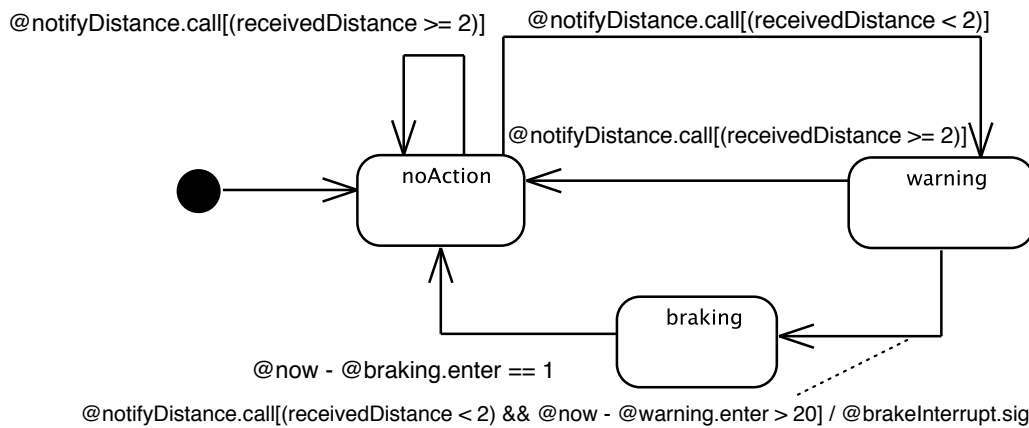 @notifyDistance.call[(receivedDistance >= 2)]
@notifyDistance.call[(receivedDistance < 2)]
@notifyDistance.call[(receivedDistance >= 2)]
noAction
warning
braking
@now - @braking.enter == 1
@notifyDistance.call[(receivedDistance < 2) && @now - @warning.enter > 20] / @brakeInterrupt.sig